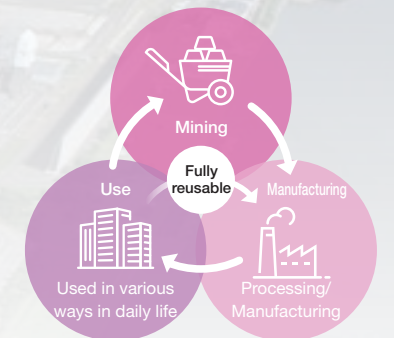 Mining
Fully
reusable
Use
Manufacturing
Used in various
ways in daily life
Processing/
Manufacturing